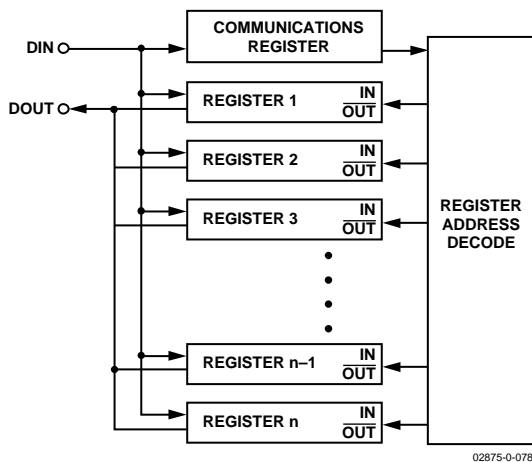 COMMUNICATIONS
REGISTER
DIN
DOUT
REGISTER 1
IN
OUT
REGISTER 2
IN
OUT
REGISTER 3
IN
OUT
REGISTER
ADDRESS
DECODE
REGISTER n–1
IN
OUT
REGISTER n
IN
OUT
02875-0-078